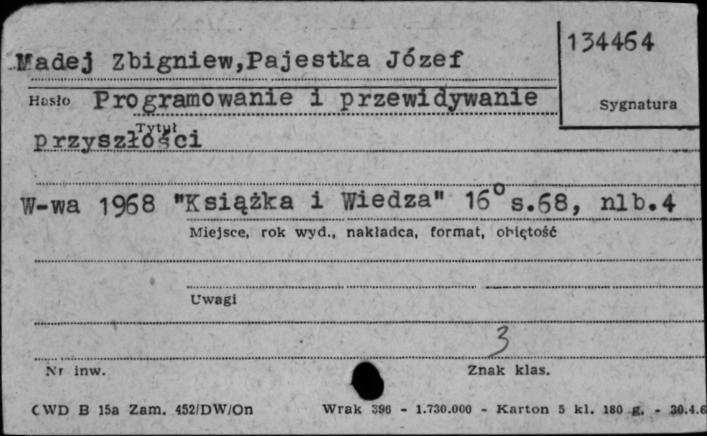 134464
Madej Zbigniew,Pajestka Józef
Hasło Programowanie i przewidywanie
Sygnatura
Tytuł
przyszłości
W-wa 1968 "Książka i Wiedza" 16° s.68, nlb.4
Miejsce, rok wyd., nakładca, format, objętość
Uwagi
3
Nr inw. Znak klas.
CWD B 15a Zam. 452/DW/On Wrak 396 - 1.730.000 - Karton 5 kl. 180 g. - 30.4.6